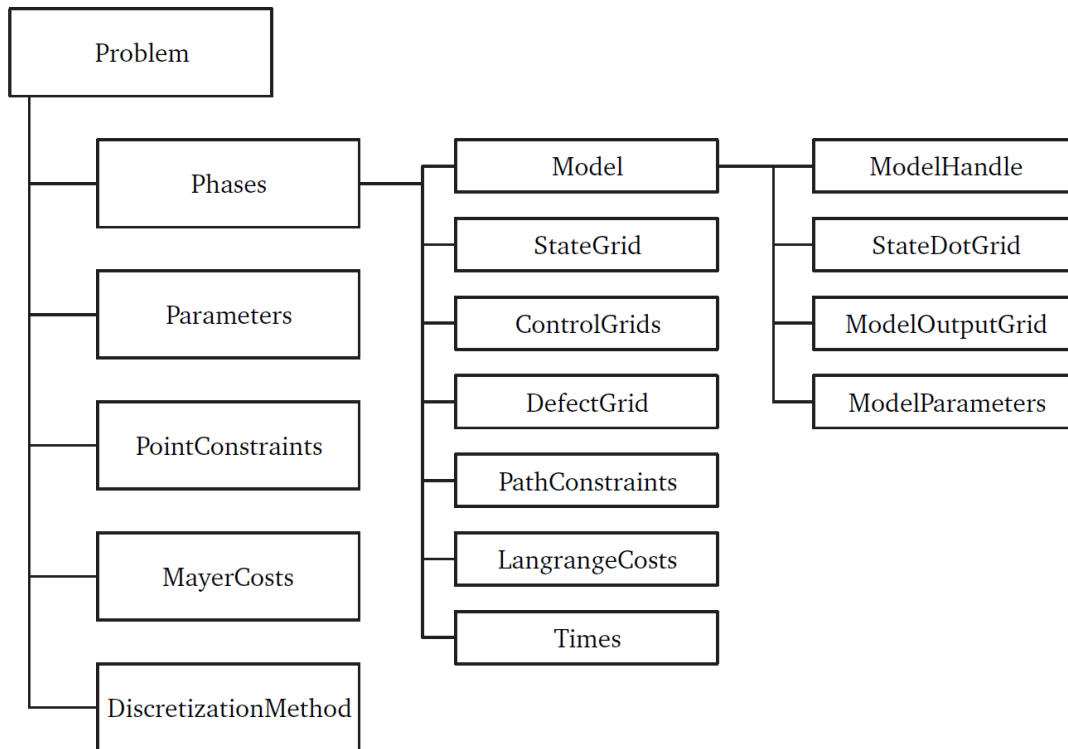 Problem
Phases
Parameters
PointConstraints
MayerCosts
DiscretizationMethod
Model
StateGrid
ControlGrids
DefectGrid
PathConstraints
LangrangeCosts
Times
ModelHandle
StateDotGrid
ModelOutputGrid
ModelParameters